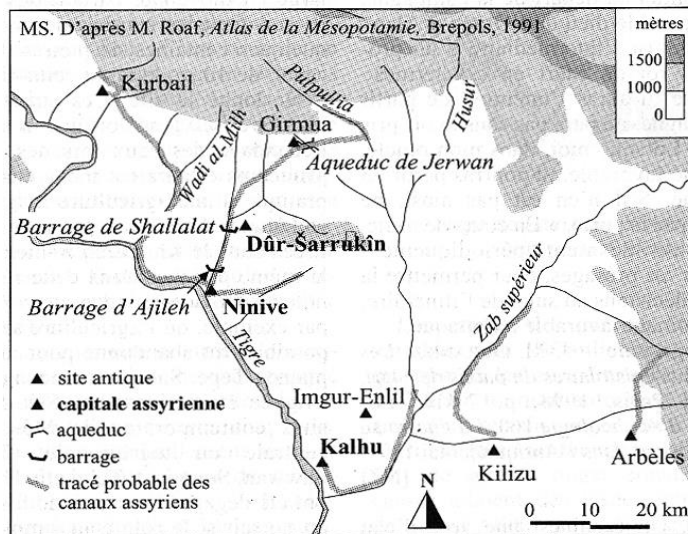 MS. D'après M. Roaf, Atlas de la Mésopotamie, Brepols, 1991
mètres
1500
1000
0
Kurbail
Pulpullia
Husur
Girmua
Wadi al-Milh
Aqueduc de Jerwan
Barrage de Shallalat
Dûr-Sarrukîn
Barrage d'Ajileh
Ninive
Zab supérieur
Tigre
Imgur-Enlil
Kalhu
Kilizu
Arbèles
site antique
capitale assyrienne
aqueduc
barrage
tracé probable des
canaux assyriens
N
0 10 20 km